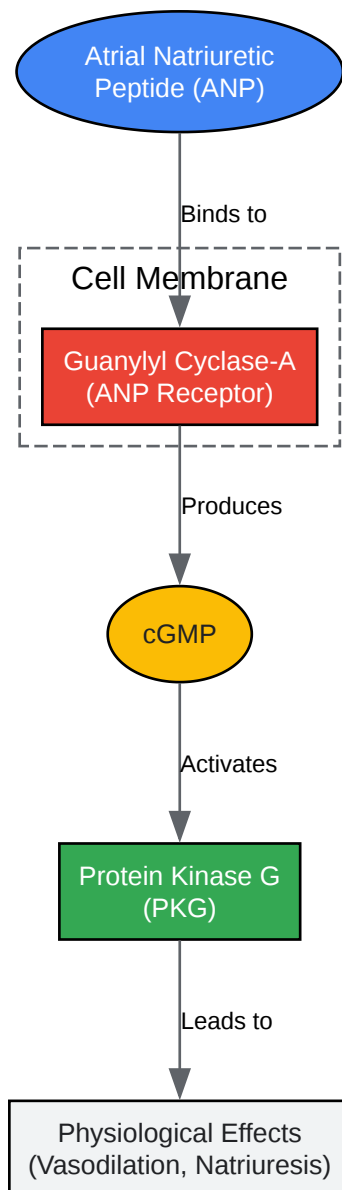 Atrial Natriuretic
Peptide (ANP)
Binds to
Cell Membrane
Guanylyl Cyclase-A
(ANP Receptor)
Produces
cGMP
Activates
Protein Kinase G
(PKG)
Leads to
Physiological Effects
(Vasodilation, Natriuresis)